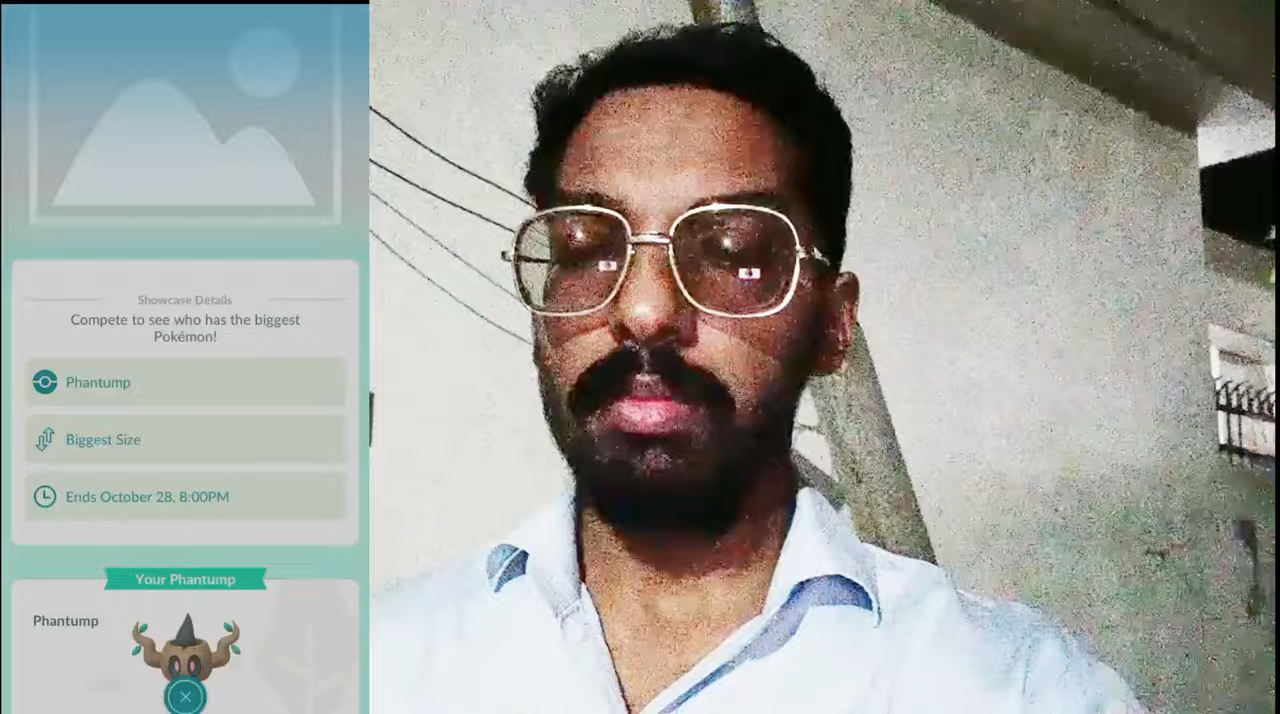 Showcase Details
Compete to see who has the biggest
Pokémon!
Phantump
Biggest Size
Ends October 28, 8:00PM
Your Phantump
Phantump